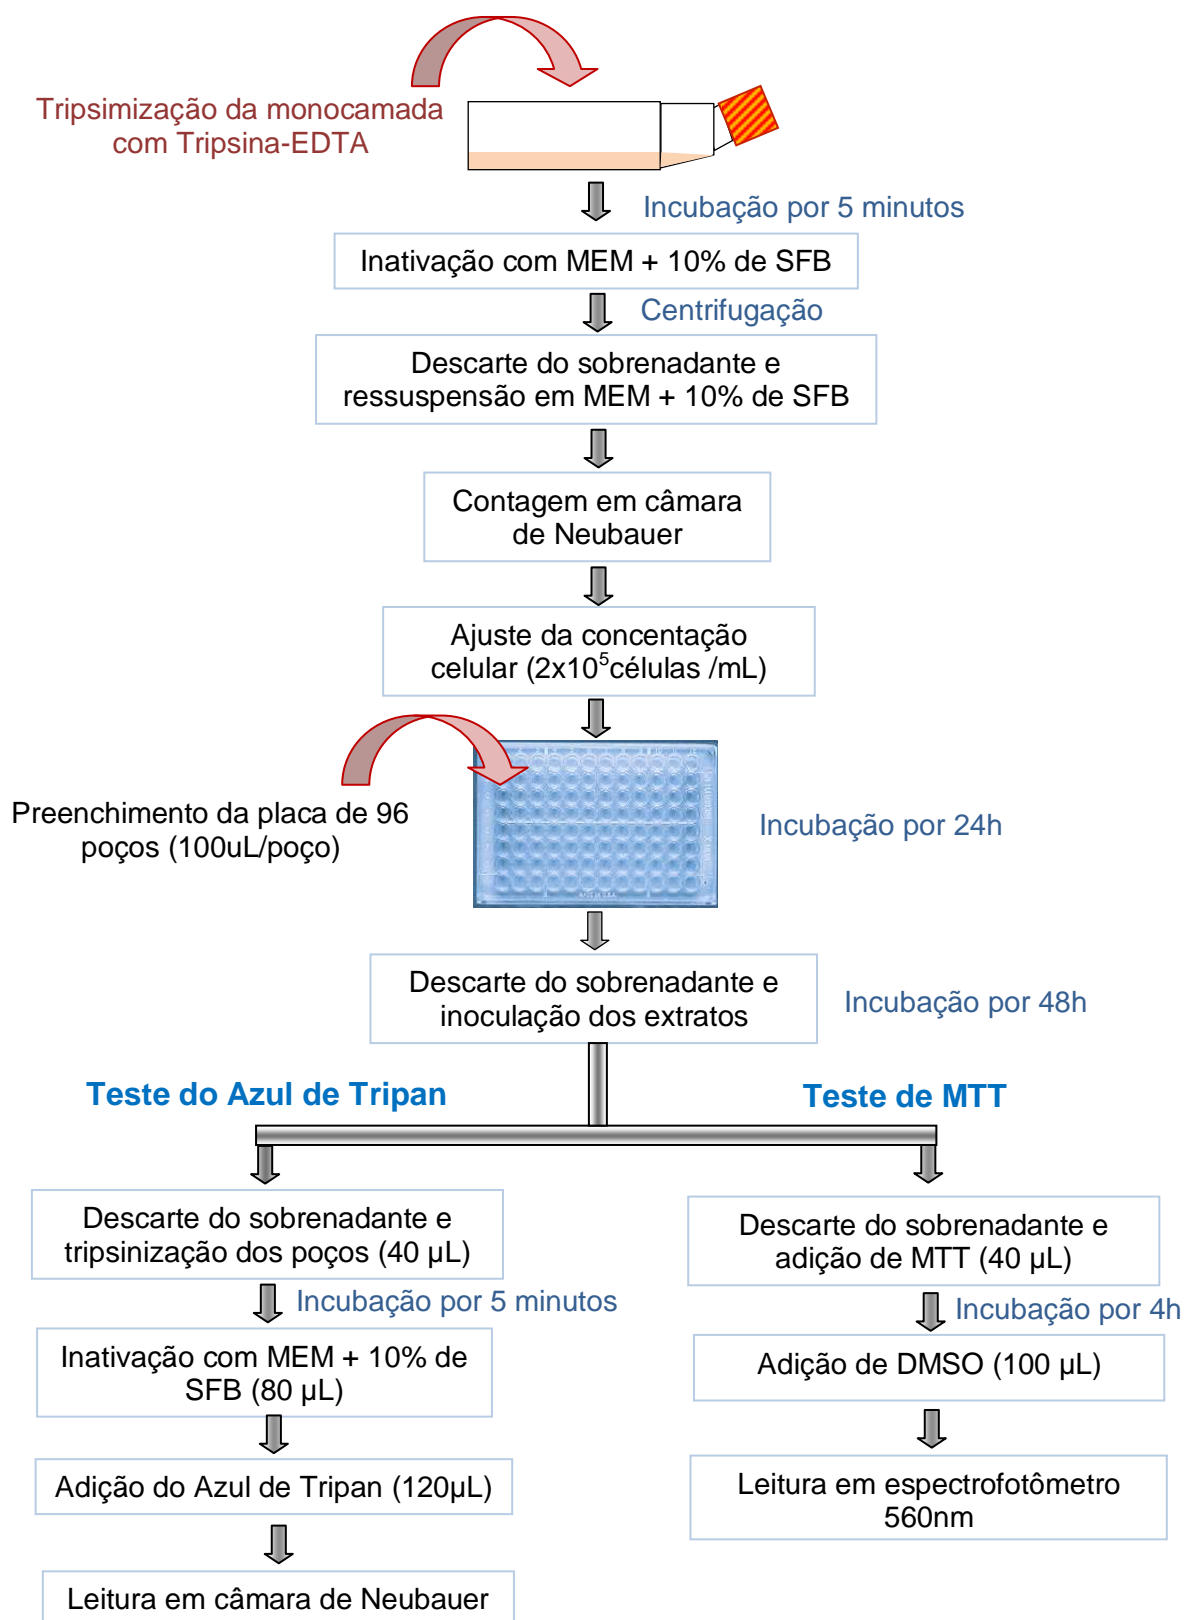 Tripsimização da monocamada
com Tripsina-EDTA
Incubação por 5 minutos
Inativação com MEM + 10% de SFB
Centrifugação
Descarte do sobrenadante e
ressuspensão em MEM + 10% de SFB
Contagem em câmara
de Neubauer
Ajuste da concentação
celular (2x10⁵células /mL)
Preenchimento da placa de 96
poços (100uL/poço)
Incubação por 24h
Descarte do sobrenadante e
inoculação dos extratos
Incubação por 48h
Teste do Azul de Tripan
Descarte do sobrenadante e
tripsinização dos poços (40 µL)
Incubação por 5 minutos
Inativação com MEM + 10% de
SFB (80 µL)
Adição do Azul de Tripan (120µL)
Leitura em câmara de Neubauer
Teste de MTT
Descarte do sobrenadante e
adição de MTT (40 µL)
Incubação por 4h
Adição de DMSO (100 µL)
Leitura em espectrofotômetro
560nm